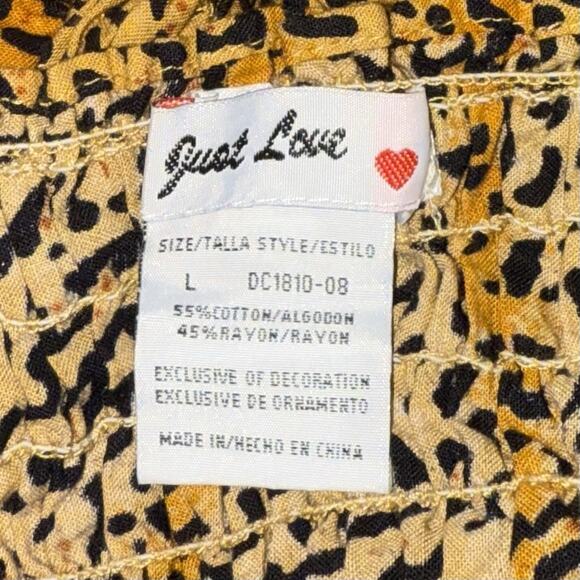 Just Love
SIZE/TALLA STYLE/ESTILO
L DC1810-08
55%COTTON/ALGODON
45%RAYON/RAYON
EXCLUSIVE OF DECORATION
EXCLUSIVE DE ORNAMENTO
MADE IN/HECHO EN CHINA